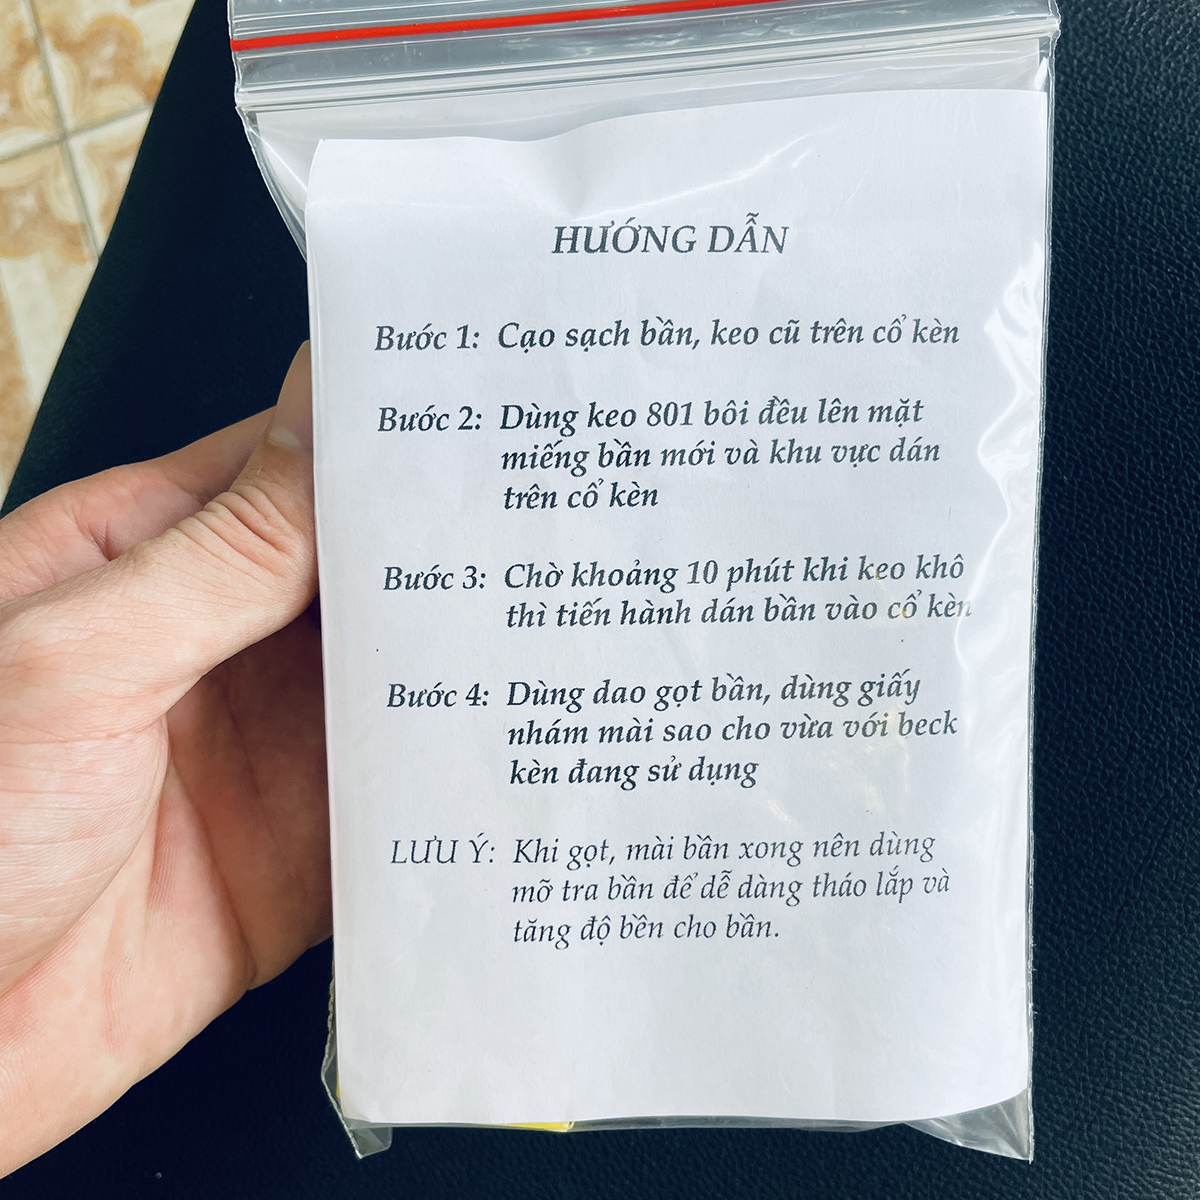 HƯỚNG DẪN
Bước 1: Cạo sạch bần, keo cũ trên cổ kèn
Bước 2: Dùng keo 801 bôi đều lên mặt
miếng bần mới và khu vực dán
trên cổ kèn
Bước 3: Chờ khoảng 10 phút khi keo khô
thì tiến hành dán bần vào cổ kèn
Bước 4: Dùng dao gọt bần, dùng giấy
nhám mài sao cho vừa với beck
kèn đang sử dụng
LƯU Ý: Khi gọt, mài bần xong nên dùng
mỡ tra bần để dễ dàng tháo lắp và
tăng độ bền cho bần.